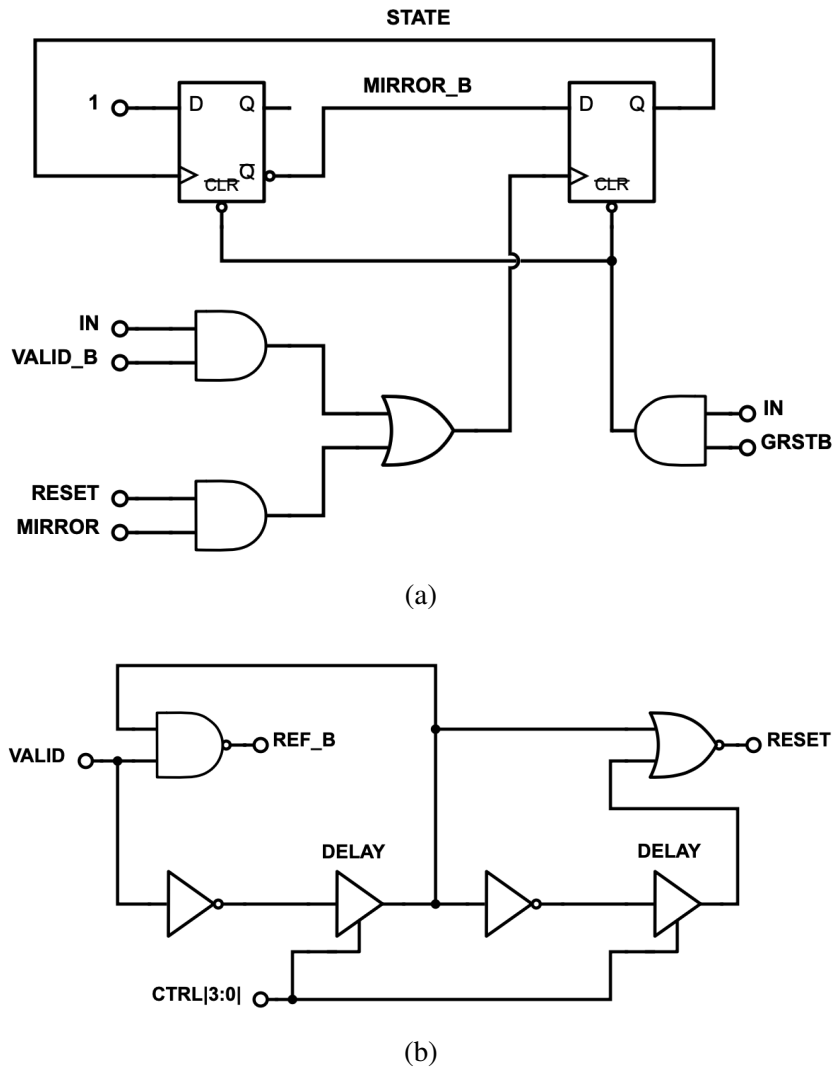 STATE
MIRROR_B
1
D Q
Q
CLR
D Q
CLR
IN
VALID_B
RESET
MIRROR
IN
GRSTB
(a)
VALID
REF_B
RESET
DELAY
DELAY
CTRL|3:0|
(b)